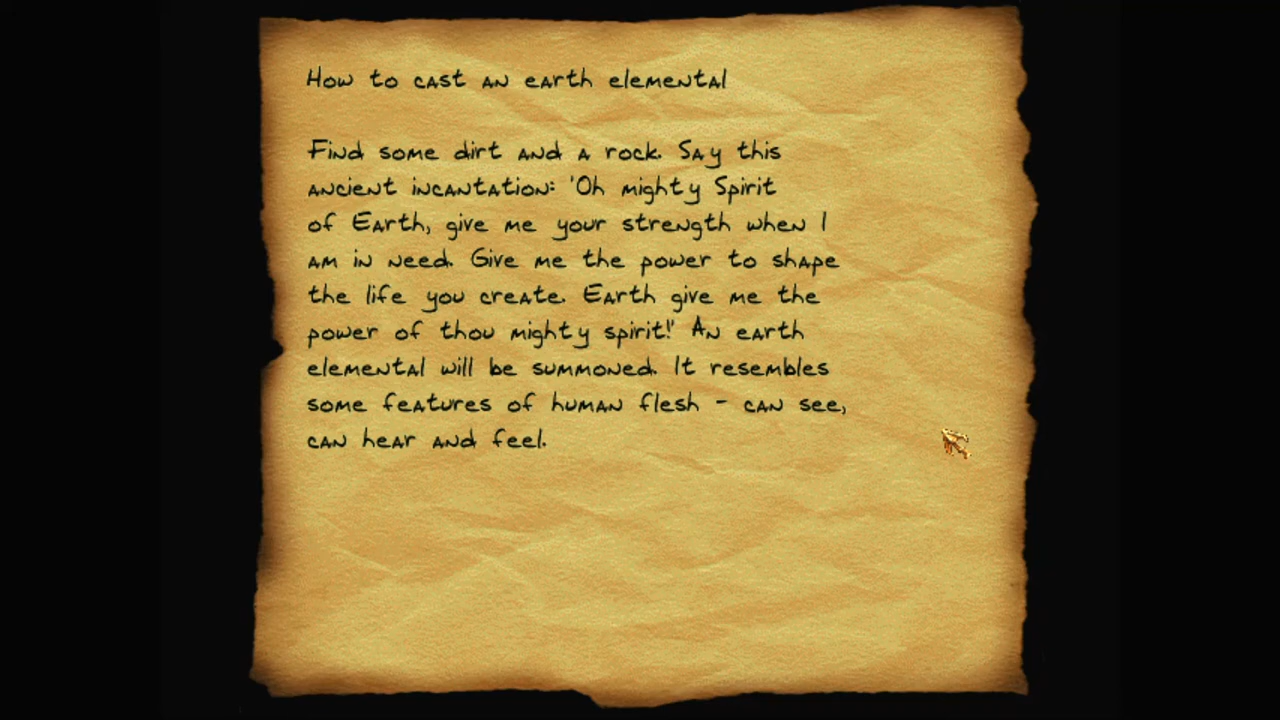 How to cast an earth elemental
Find some dirt and a rock. Say this
ancient incantation: 'Oh mighty Spirit
of Earth, give me your strength when I
am in need. Give me the power to shape
the life you create. Earth give me the
power of thou mighty spirit!' An earth
elemental will be summoned. It resembles
some features of human flesh - can see,
can hear and feel.